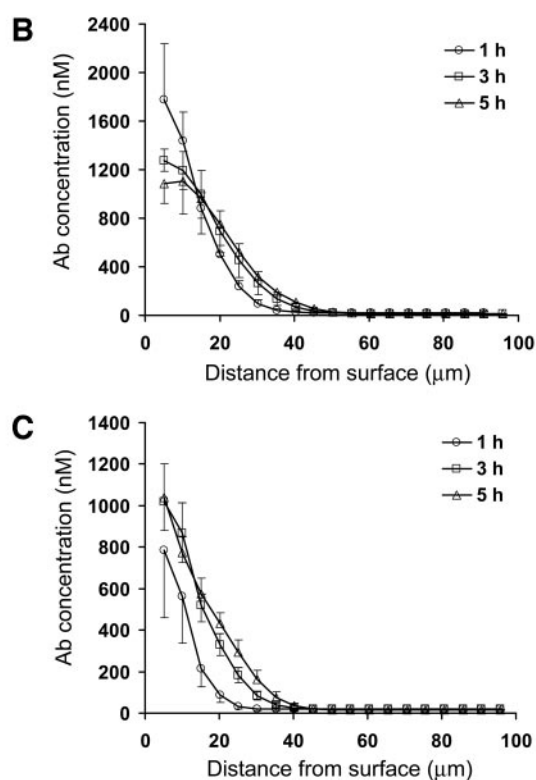 B
Ab concentration (nM)
2400
2000
1600
1200
800
400
0
1 h
3 h
5 h
0 20 40 60 80 100
Distance from surface (μm)
C
Ab concentration (nM)
1400
1200
1000
800
600
400
200
0
1 h
3 h
5 h
0 20 40 60 80 100
Distance from surface (μm)